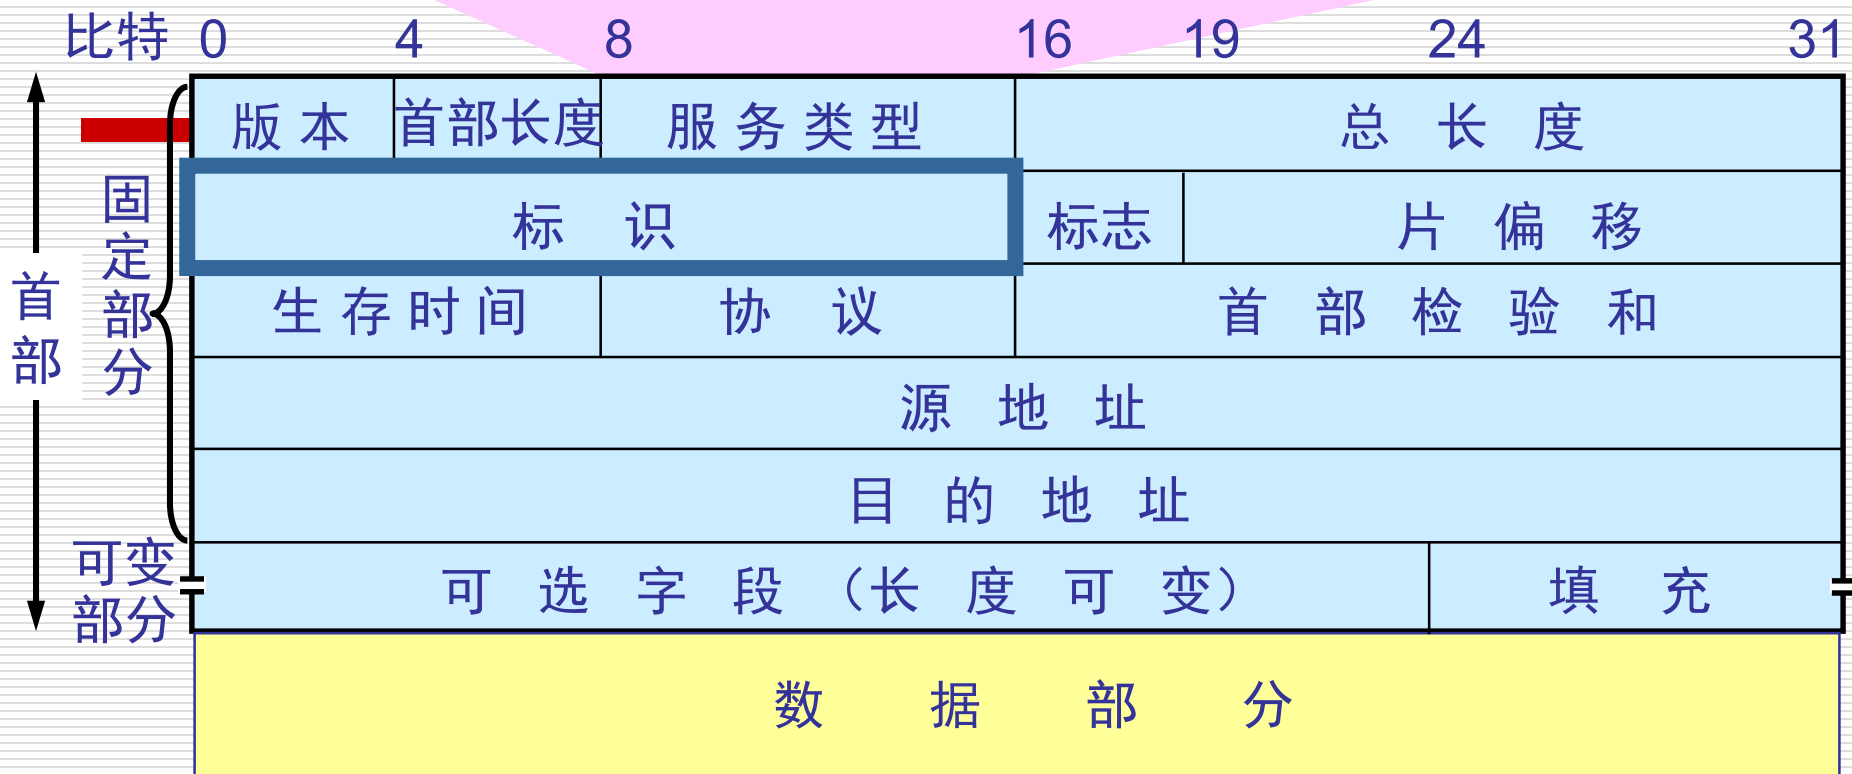 比特 0 4 8 16 19 24 31
版本 首部长度 服务类型 总长度
标识 标志 片偏移
生存时间 协议 首部检验和
源地址
目的地址
可选字段（长度可变） 填充
数据部分
首部
固定部分
可变
部分